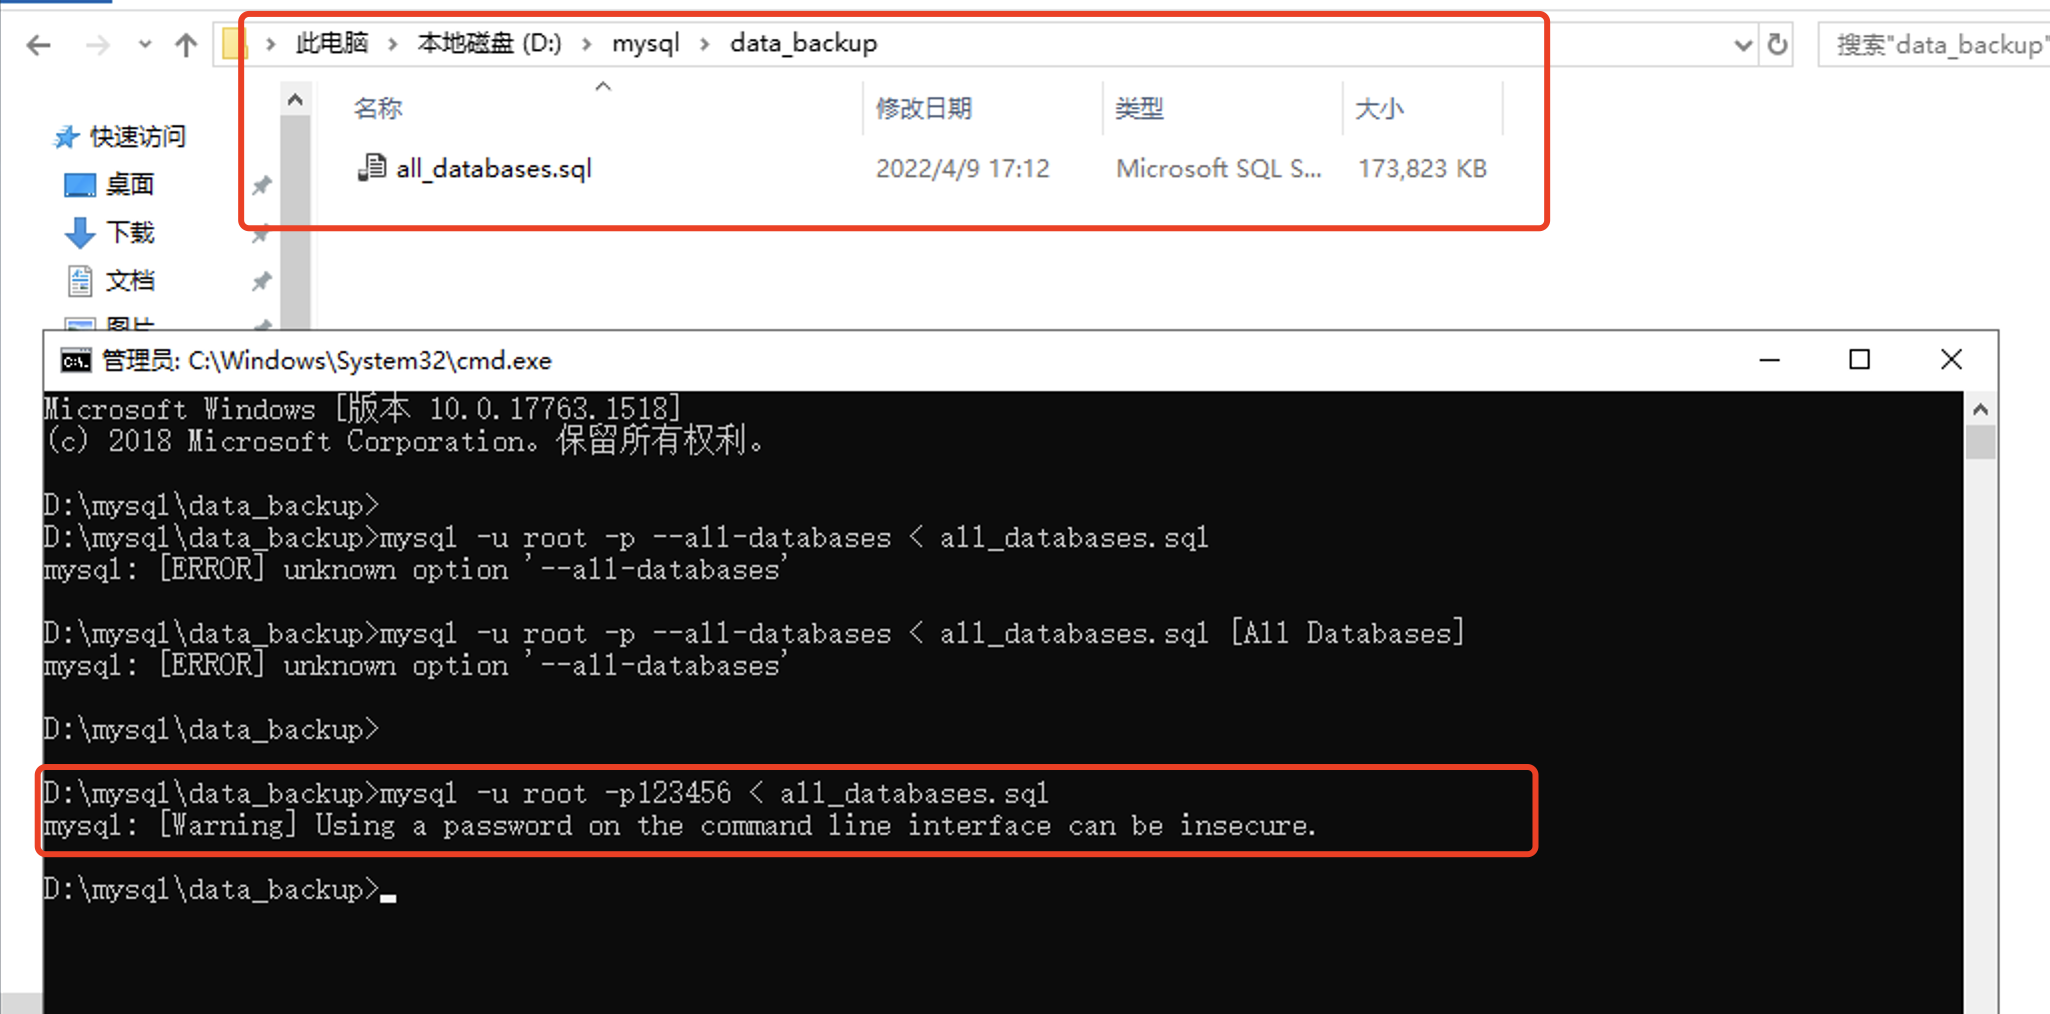 此电脑 > 本地磁盘 (D:) > mysql > data_backup
搜索"data_backup"
名称 修改日期 类型 大小
all_databases.sql 2022/4/9 17:12 Microsoft SQL S... 173,823 KB
快速访问
桌面
下载
文档
图片
管理员: C:\Windows\System32\cmd.exe
Microsoft Windows [版本 10.0.17763.1518]
(c) 2018 Microsoft Corporation。保留所有权利。
D:\mysql\data_backup>
D:\mysql\data_backup>mysql -u root -p --all-databases < all_databases.sql
mysql: [ERROR] unknown option '--all-databases'
D:\mysql\data_backup>mysql -u root -p --all-databases < all_databases.sql [All Databases]
mysql: [ERROR] unknown option '--all-databases'
D:\mysql\data_backup>
D:\mysql\data_backup>mysql -u root -p123456 < all_databases.sql
mysql: [Warning] Using a password on the command line interface can be insecure.
D:\mysql\data_backup>